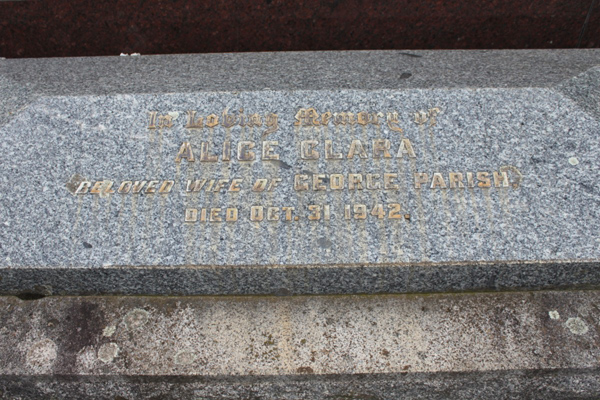 In Loving Memory of
ALICE CLARA
BELOVED WIFE OF GEORGE PARISH.
DIED OCT. 31 1942.